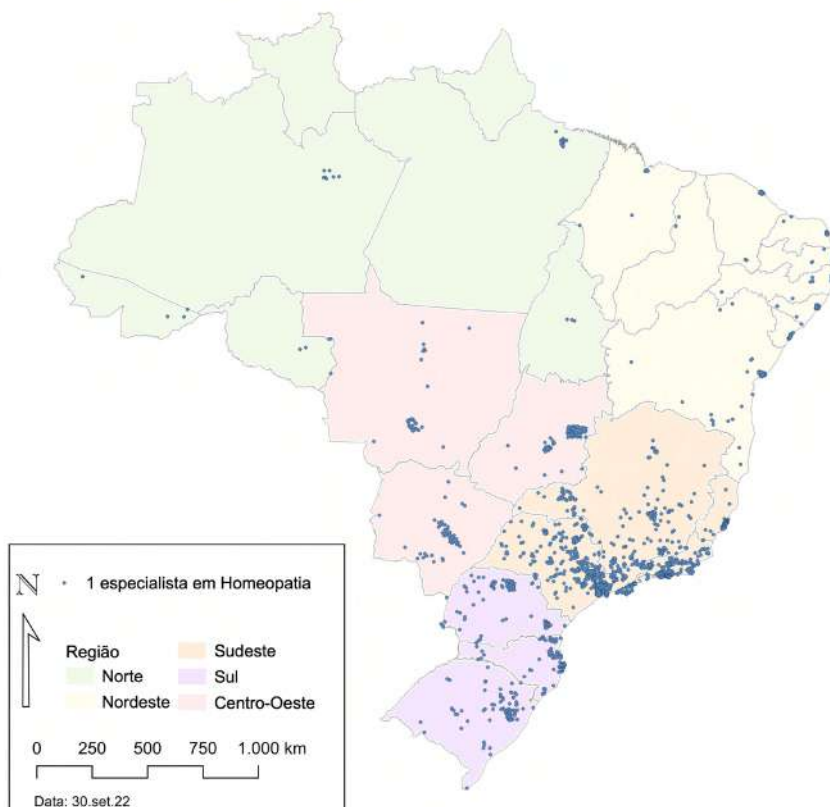 N
1 especialista em Homeopatia
Região
Norte
Nordeste
Sudeste
Sul
Centro-Oeste
0 250 500 750 1.000 km
Data: 30.set.22